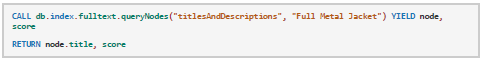 CALL db.index.fulltext.queryNodes("titlesAndDescriptions", "Full Metal Jacket") YIELD node,
score
RETURN node.title, score